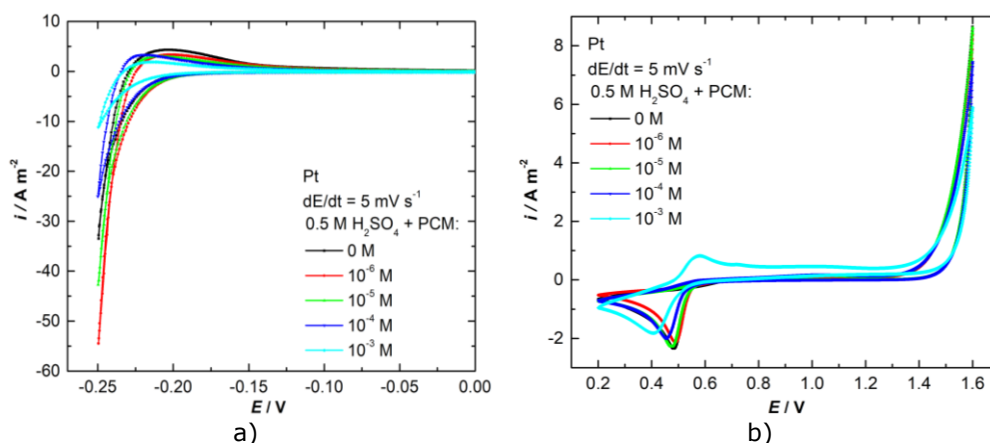 10
5
0
-10
-20
-30
-40
-50
-60
i / A m⁻²
Pt
dE/dt = 5 mV s⁻¹
0.5 M H₂SO₄ + PCM:
0 M
10⁻⁶ M
10⁻⁵ M
10⁻⁴ M
10⁻³ M
-0.25 -0.20 -0.15 -0.10 -0.05 0.00
E / V
a)
8
6
4
2
0
-2
i / A m⁻²
Pt
dE/dt = 5 mV s⁻¹
0.5 M H₂SO₄ + PCM:
0 M
10⁻⁶ M
10⁻⁵ M
10⁻⁴ M
10⁻³ M
0.2 0.4 0.6 0.8 1.0 1.2 1.4 1.6
E / V
b)